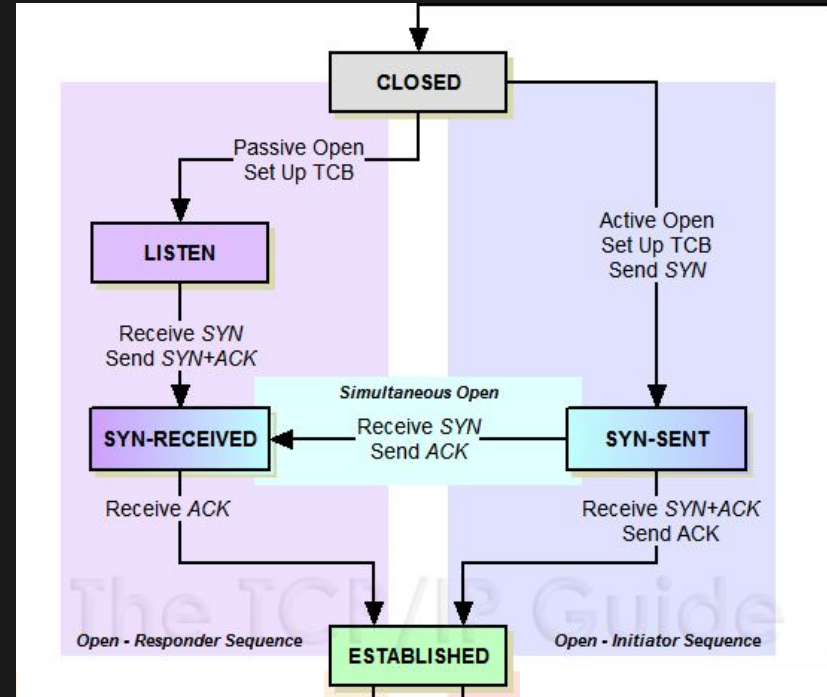 CLOSED
Passive Open
Set Up TCB
Active Open
Set Up TCB
Send SYN
LISTEN
Receive SYN
Send SYN+ACK
Simultaneous Open
SYN-RECEIVED
Receive SYN
Send ACK
SYN-SENT
Receive ACK
Receive SYN+ACK
Send ACK
The TCP/IP Guide
Open - Responder Sequence
Open - Initiator Sequence
ESTABLISHED